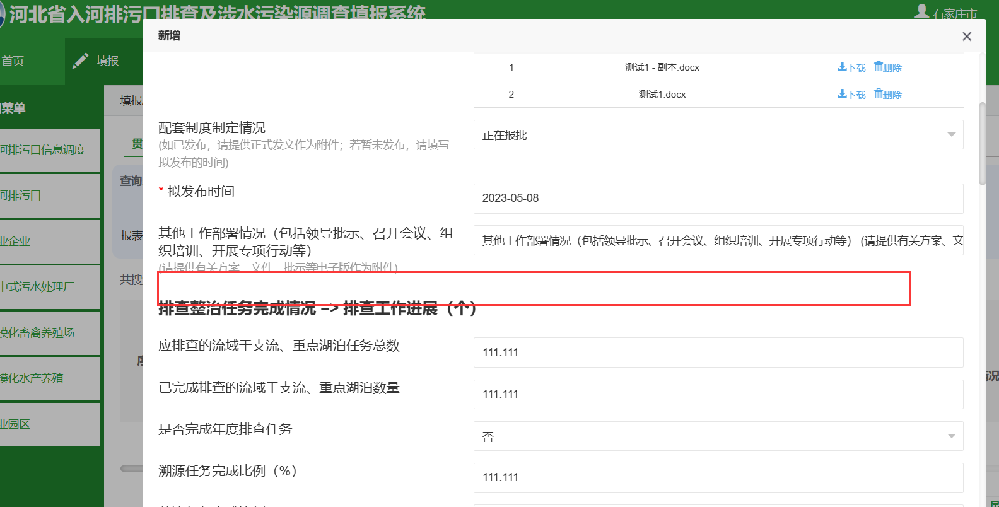 河北省入河排污口排查及涉水污染源调查填报系统
石家庄市
首页
填报
菜单
河排污口信息调度
河排污口
业企业
中式污水处理厂
模化畜禽养殖场
模化水产养殖
业园区
填报
贯
查询
报表
共搜
新增
1 测试1 - 副本.docx 下载 删除
2 测试1.docx 下载 删除
配套制度制定情况
(如已发布，请提供正式发文作为附件；若暂未发布，请填写
拟发布的时间)
正在报批
* 拟发布时间
2023-05-08
其他工作部署情况（包括领导批示、召开会议、组
织培训、开展专项行动等）
(请提供有关方案、文件、批示等电子版作为附件)
其他工作部署情况（包括领导批示、召开会议、组织培训、开展专项行动等） (请提供有关方案、文
排查整治任务完成情况 => 排查工作进展（个）
应排查的流域干支流、重点湖泊任务总数
111.111
已完成排查的流域干支流、重点湖泊数量
111.111
是否完成年度排查任务
否
溯源任务完成比例（%）
111.111
情况